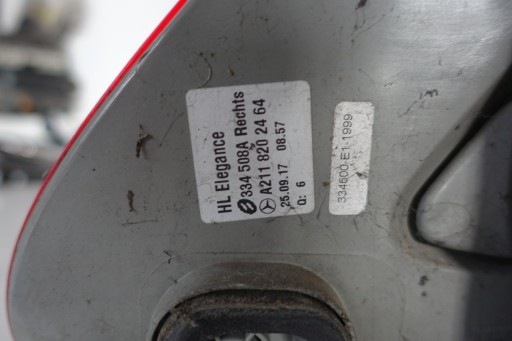 HL Elegance
334 508A Rechts
A211 820 24 64
25.09.17 08.57
Q: 6
334600-E1-1999